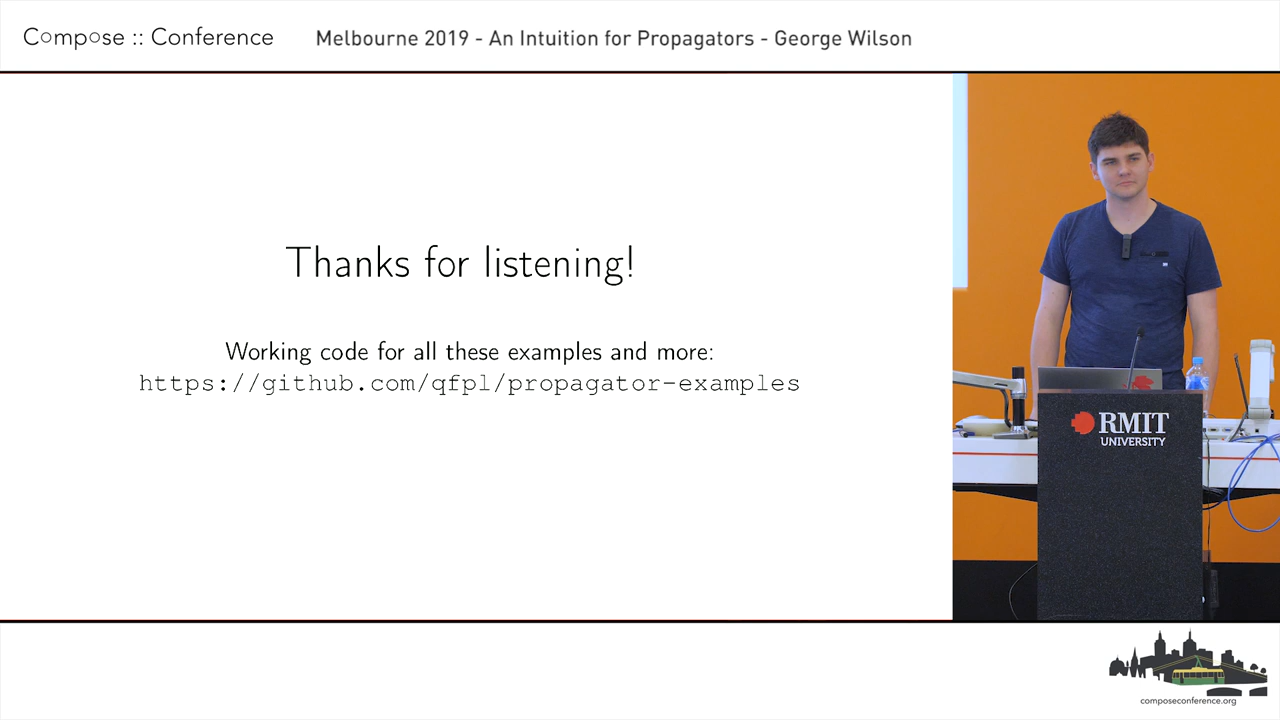 Compose :: Conference
Melbourne 2019 - An Intuition for Propagators - George Wilson
Thanks for listening!
Working code for all these examples and more:
https://github.com/qfpl/propagator-examples
RMIT
UNIVERSITY
composeconference.org